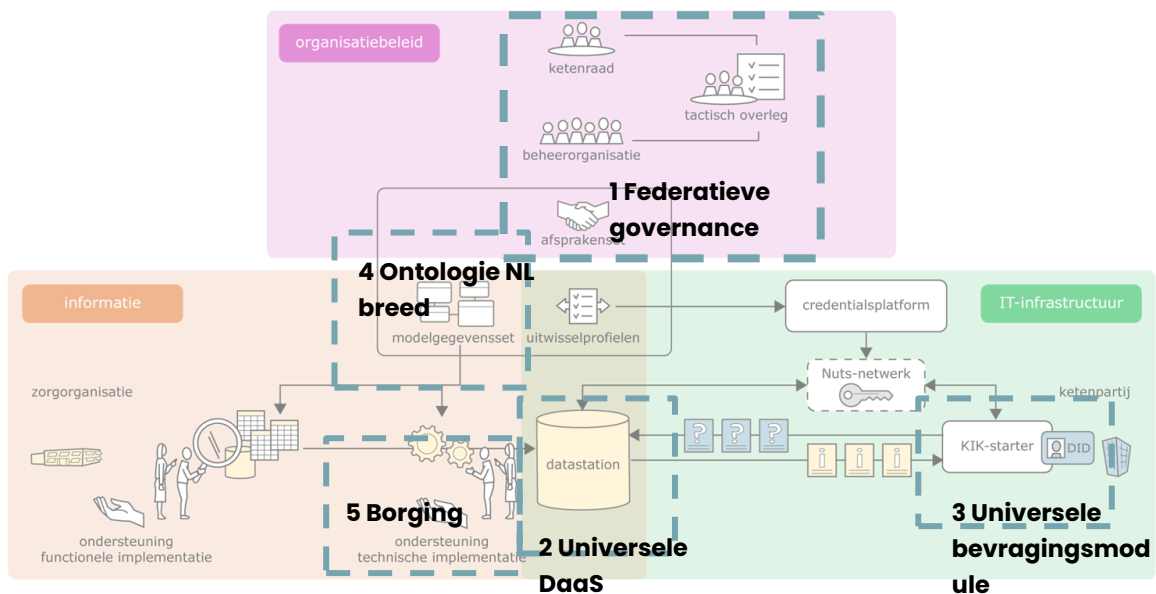 organisatiebeleid
ketenraad
tactisch overleg
beheerorganisatie
1 Federatieve
governance
afsprakenset
4 Ontologie NL
breed
informatie
modelgegevensset
uitwisselprofielen
credentialsplatform
IT-infrastructuur
zorgorganisatie
Nuts-netwerk
ketenpartij
datastation
? ? ?
i i i
KIK-starter
DID
5 Borging
ondersteuning
functionele implementatie
ondersteuning
technische implementatie
2 Universele
DaaS
3 Universele
bevragingsmod
ule